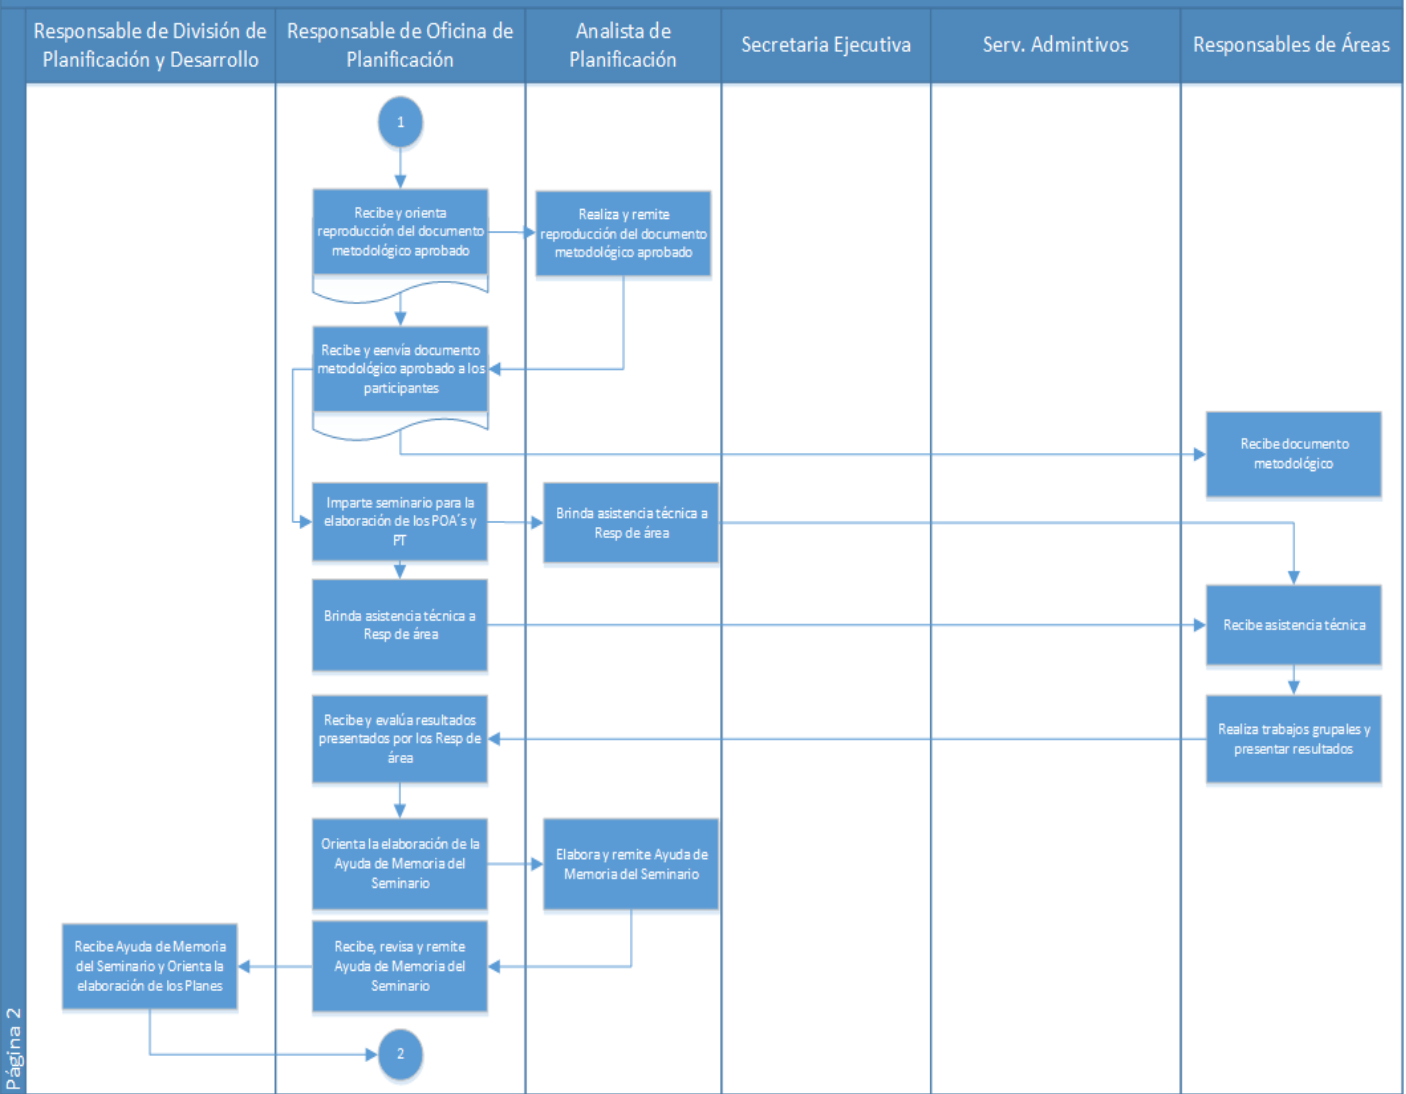 Responsable de División de
Planificación y Desarrollo
Responsable de Oficina de
Planificación
Analista de
Planificación
Secretaria Ejecutiva
Serv. Admintivos
Responsables de Áreas
1
Recibe y orienta
reproducción del documento
metodológico aprobado
Realiza y remite
reproducción del documento
metodológico aprobado
Recibe y eenvía documento
metodológico aprobado a los
participantes
Recibe documento
metodológico
Imparte seminario para la
elaboración de los POA´s y
PT
Brinda asistencia técnica a
Resp de área
Brinda asistencia técnica a
Resp de área
Recibe asistencia técnica
Recibe y evalúa resultados
presentados por los Resp de
área
Realiza trabajos grupales y
presentar resultados
Orienta la elaboración de la
Ayuda de Memoria del
Seminario
Elabora y remite Ayuda de
Memoria del Seminario
Recibe Ayuda de Memoria
del Seminario y Orienta la
elaboración de los Planes
Recibe, revisa y remite
Ayuda de Memoria del
Seminario
2
Página 2